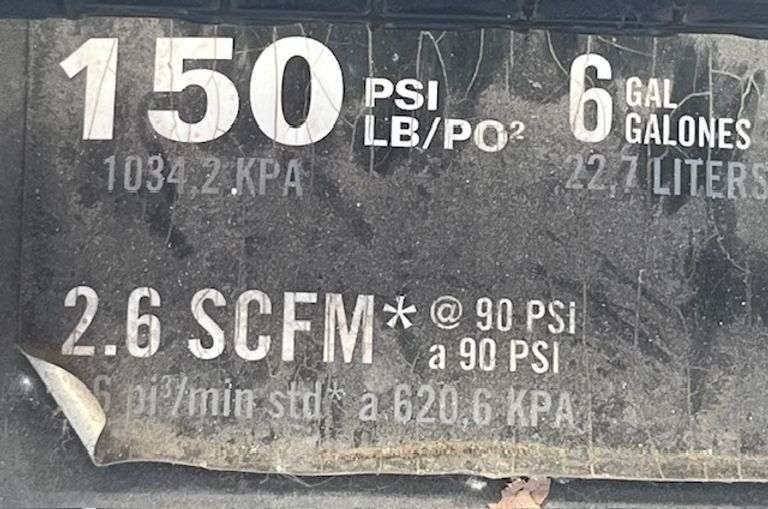 150 PSI 6 GAL
LB/PO² GALONES
1034,2 KPA 22,7 LITERS
2.6 SCFM* @ 90 PSI
a 90 PSI
6 pi³/min std* a 620,6 KPA